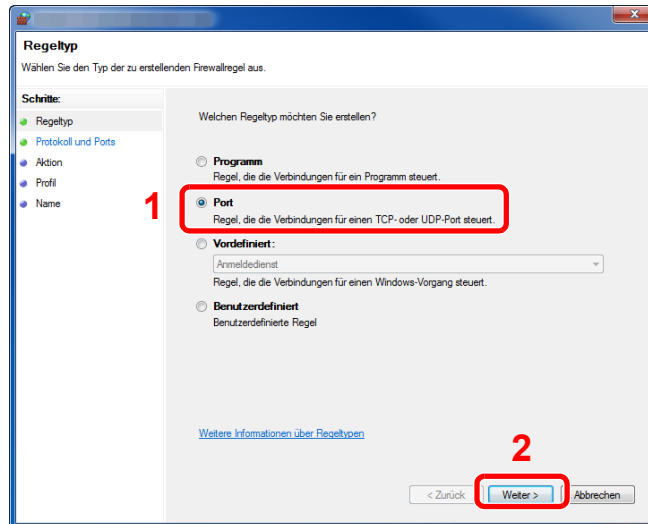 Regeltyp
Wählen Sie den Typ der zu erstellenden Firewallregel aus.
Schritte:
Regeltyp
Protokoll und Ports
Aktion
Profil
Name
Welchen Regeltyp möchten Sie erstellen?
Programm
Regel, die die Verbindungen für ein Programm steuert.
1
Port
Regel, die die Verbindungen für einen TCP- oder UDP-Port steuert.
Vordefiniert:
Anmeldedienst
Regel, die die Verbindungen für einen Windows-Vorgang steuert.
Benutzerdefiniert
Benutzerdefinierte Regel
Weitere Informationen über Regeltypen
2
< Zurück
Weiter >
Abbrechen